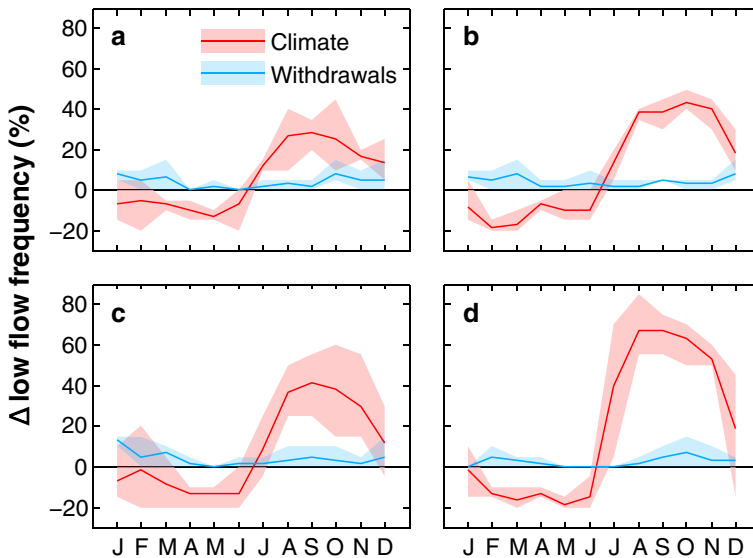 Δ low flow frequency (%)
a
Climate
Withdrawals
80
60
40
20
0
−20
b
c
80
60
40
20
0
−20
d
J F M A M J J A S O N D
J F M A M J J A S O N D